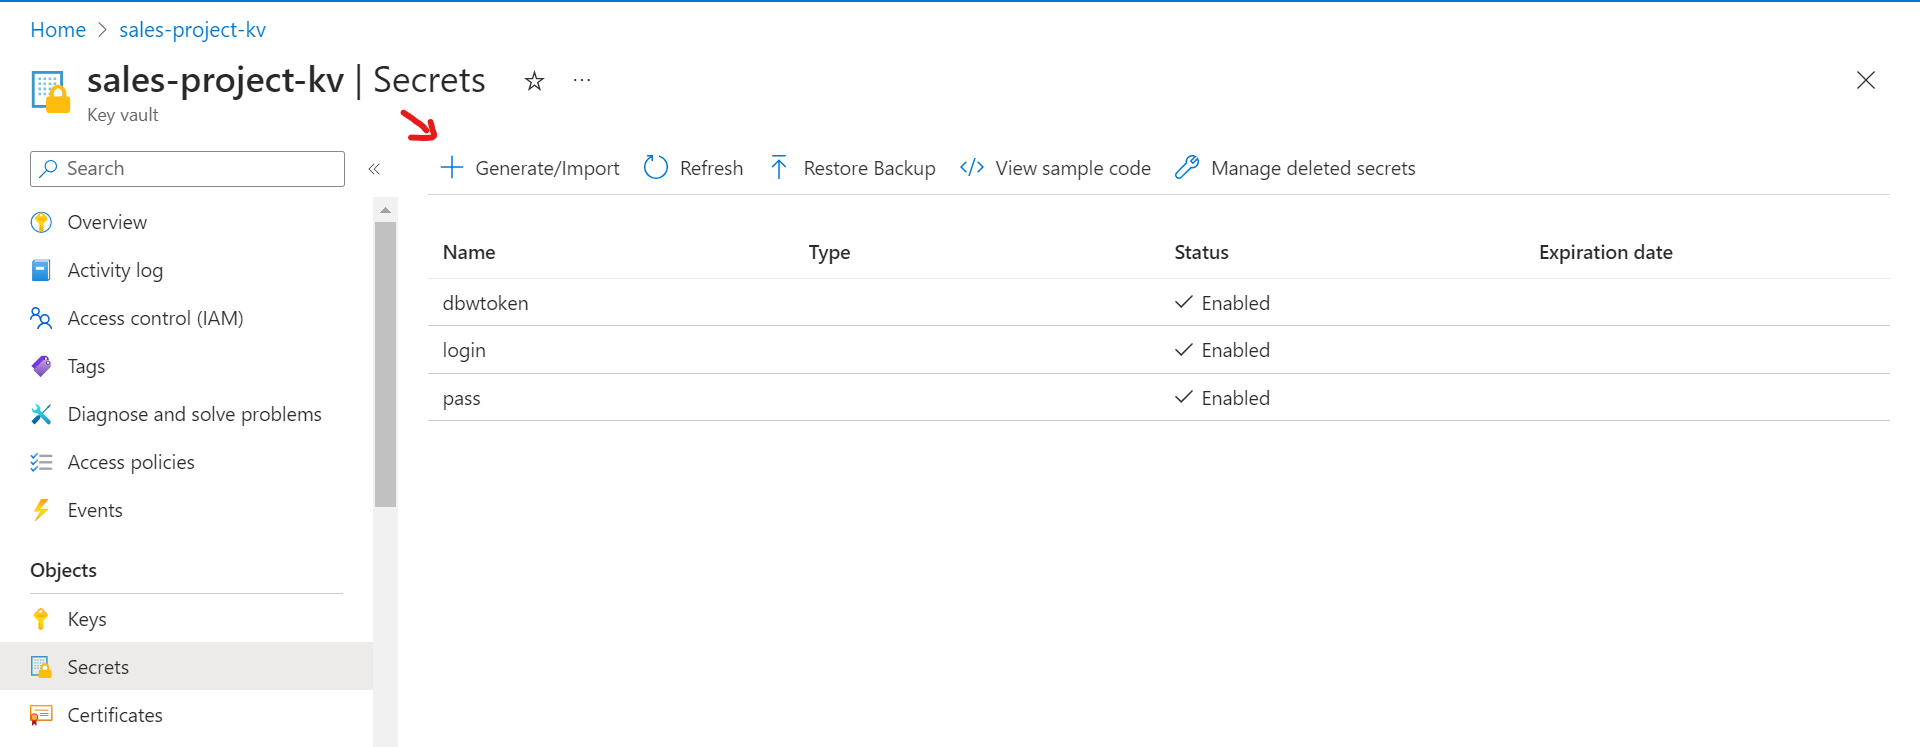 Home > sales-project-kv
sales-project-kv | Secrets
Key vault
Search
Generate/Import Refresh Restore Backup View sample code Manage deleted secrets
Overview
Activity log
Access control (IAM)
Tags
Diagnose and solve problems
Access policies
Events
Objects
Keys
Secrets
Certificates
Name Type Status Expiration date
dbwtoken Enabled
login Enabled
pass Enabled